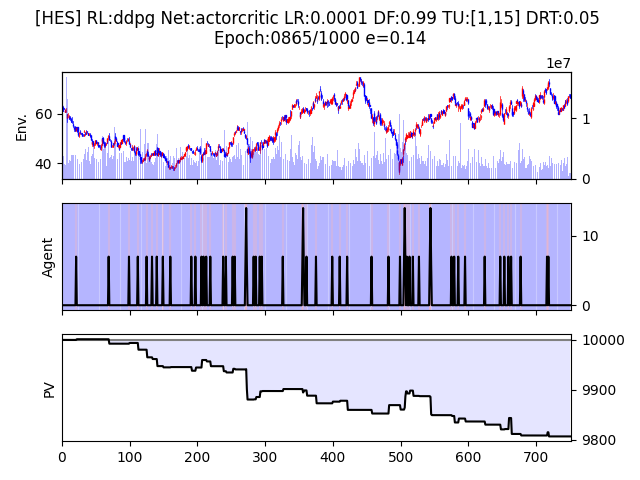 [HES] RL:ddpg Net:actorcritic LR:0.0001 DF:0.99 TU:[1,15] DRT:0.05
Epoch:0865/1000 e=0.14
1e7
Env.
60
40
1
0
Agent
10
0
PV
10000
9900
9800
0 100 200 300 400 500 600 700